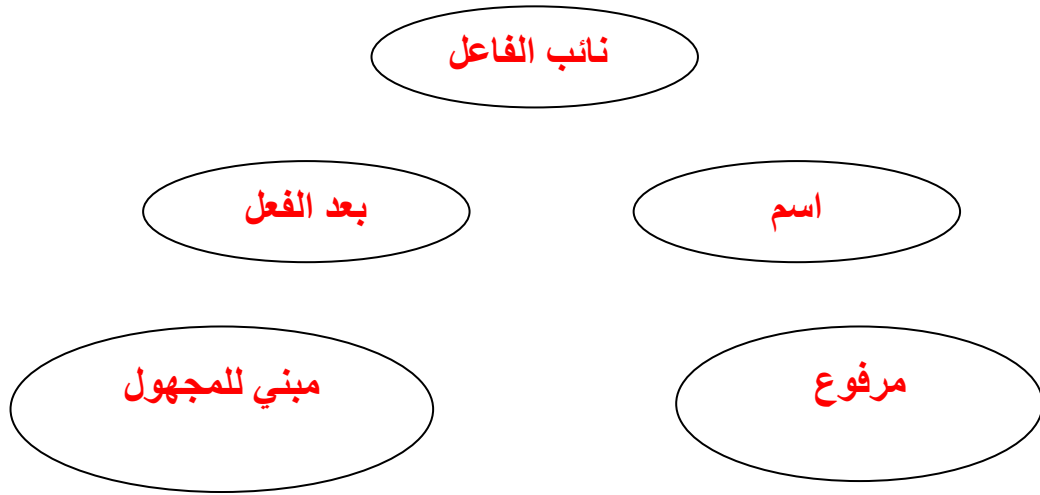 نائب الفاعل
اسم
بعد الفعل
مرفوع
مبني للمجهول